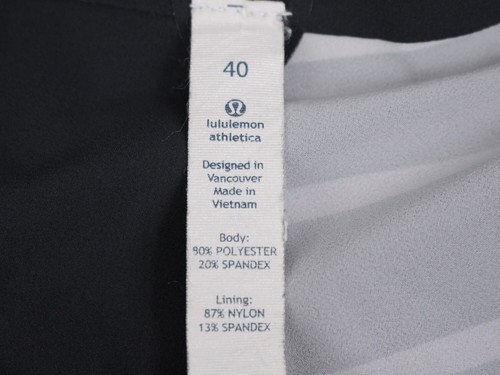 40
lululemon
athletica
Designed in
Vancouver
Made in
Vietnam
Body:
80% POLYESTER
20% SPANDEX
Lining:
87% NYLON
13% SPANDEX